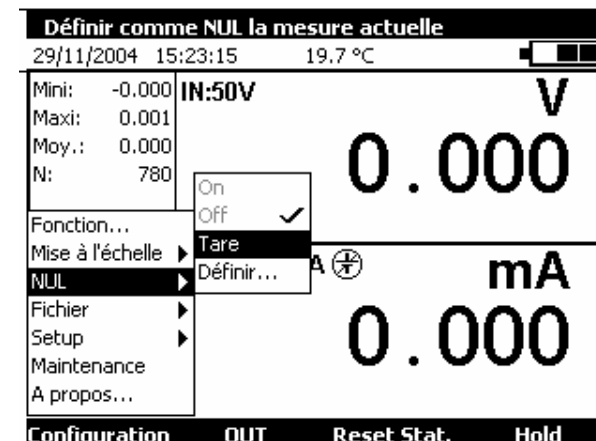 Définir comme NUL la mesure actuelle
29/11/2004 15:23:15 19.7 °C
Mini: -0.000
Maxi: 0.001
Moy.: 0.000
N: 780
IN:50V
V
0.000
Fonction...
Mise à l'échelle
NUL
Fichier
Setup
Maintenance
A propos...
On
Off
Tare
Définir...
A
mA
0.000
Configuration OUT Reset Stat. Hold